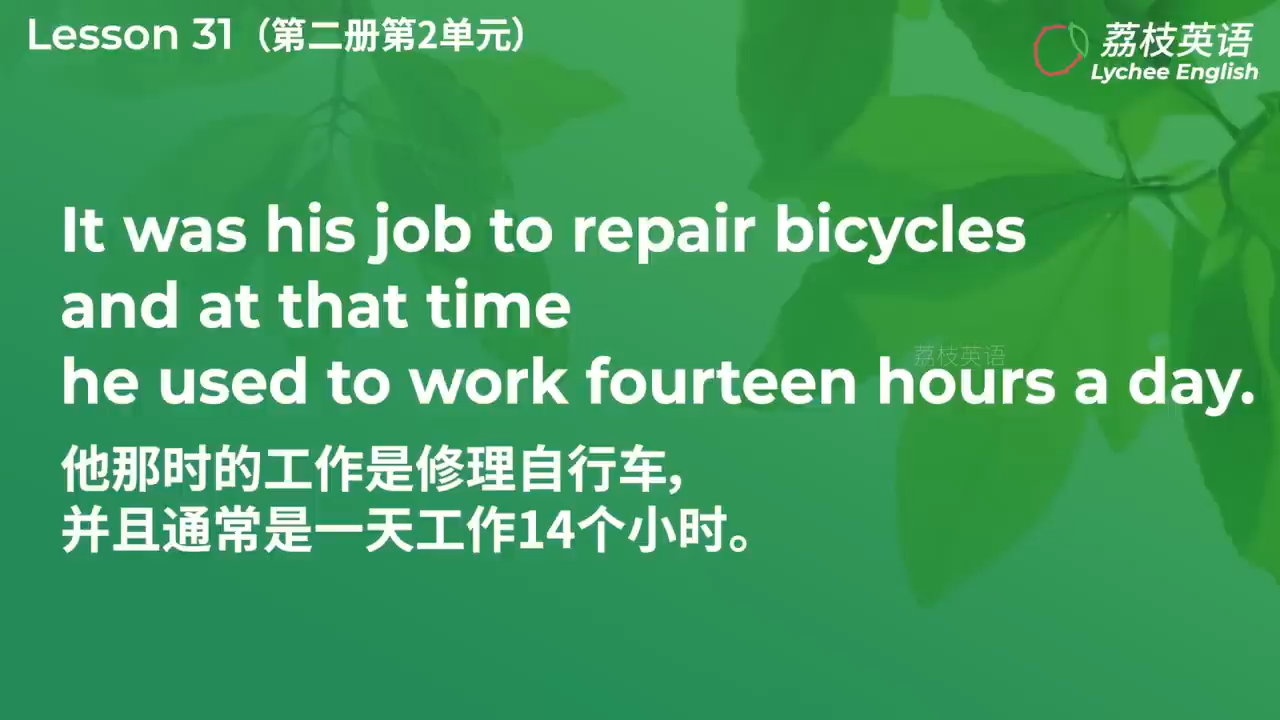 Lesson 31（第二册第2单元）
荔枝英语
Lychee English
It was his job to repair bicycles
and at that time
he used to work fourteen hours a day.
荔枝英语
他那时的工作是修理自行车,
并且通常是一天工作14个小时。